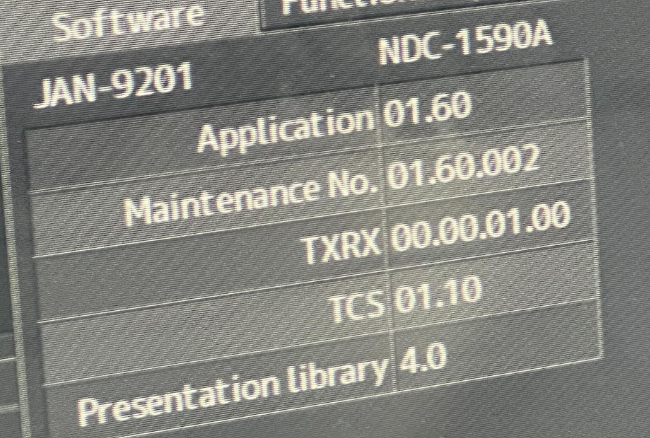 Software
JAN-9201 NDC-1590A
Application 01.60
Maintenance No. 01.60.002
TXRX 00.00.01.00
TCS 01.10
Presentation library 4.0